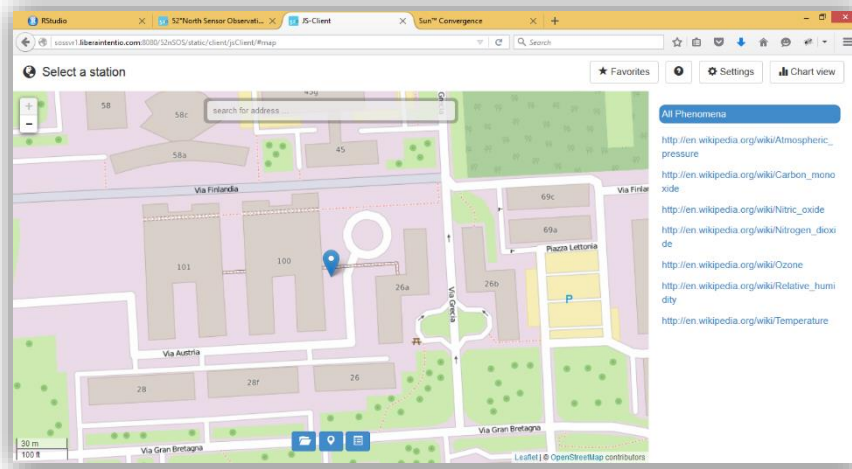 RStudio
52°North Sensor Observati...
JS-Client
Sun™ Convergence
sossvr1.liberaintentio.com:8080/52nSOS/static/client/jsClient/#map
Search
Select a station
Favorites
Settings
Chart view
search for address ...
58
58c
45g
58a
45
Via Finlandia
Via Grecia
69c
69a
Piazza Lettonia
101
100
26a
26b
P
Via Grecia
Via Austria
28
28f
26
Via Gran Bretagna
Via Gran Bretagna
30 m
100 ft
Leaflet | © OpenStreetMap contributors
All Phenomena
http://en.wikipedia.org/wiki/Atmospheric_
pressure
http://en.wikipedia.org/wiki/Carbon_mono
xide
http://en.wikipedia.org/wiki/Nitric_oxide
http://en.wikipedia.org/wiki/Nitrogen_dioxi
de
http://en.wikipedia.org/wiki/Ozone
http://en.wikipedia.org/wiki/Relative_humi
dity
http://en.wikipedia.org/wiki/Temperature